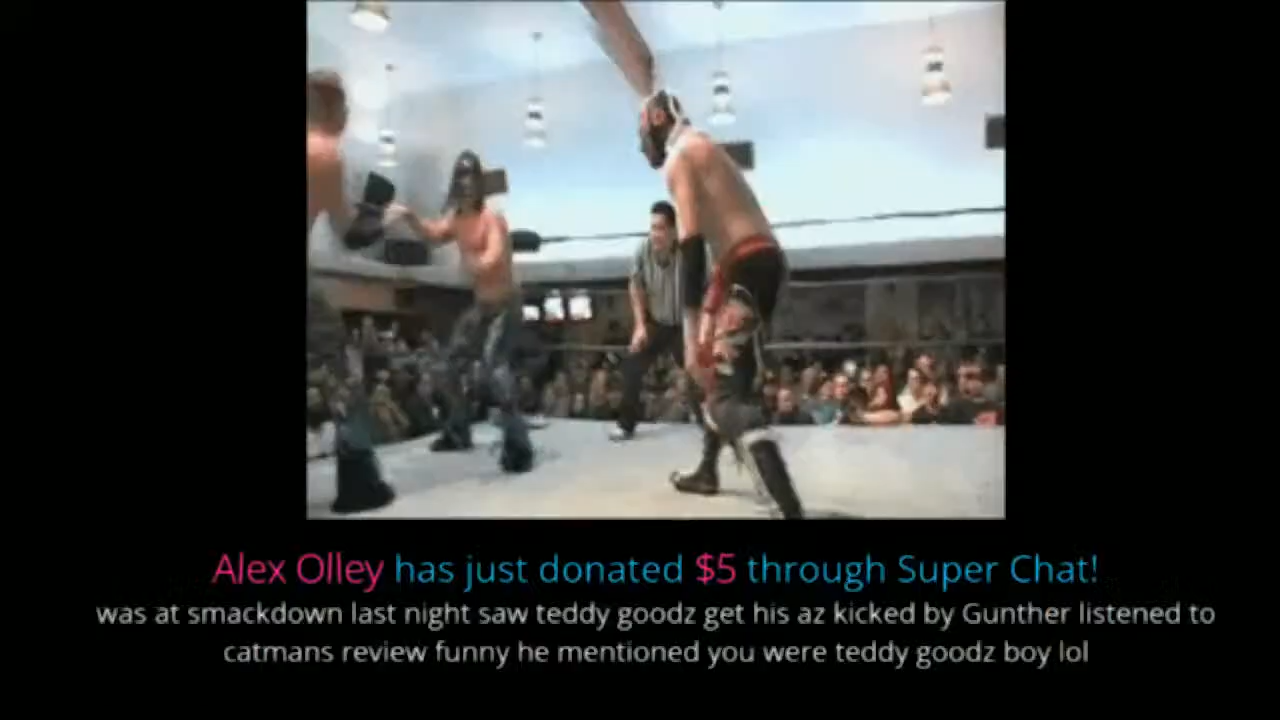 Alex Olley has just donated $5 through Super Chat!
was at smackdown last night saw teddy goodz get his az kicked by Gunther listened to
catmans review funny he mentioned you were teddy goodz boy lol